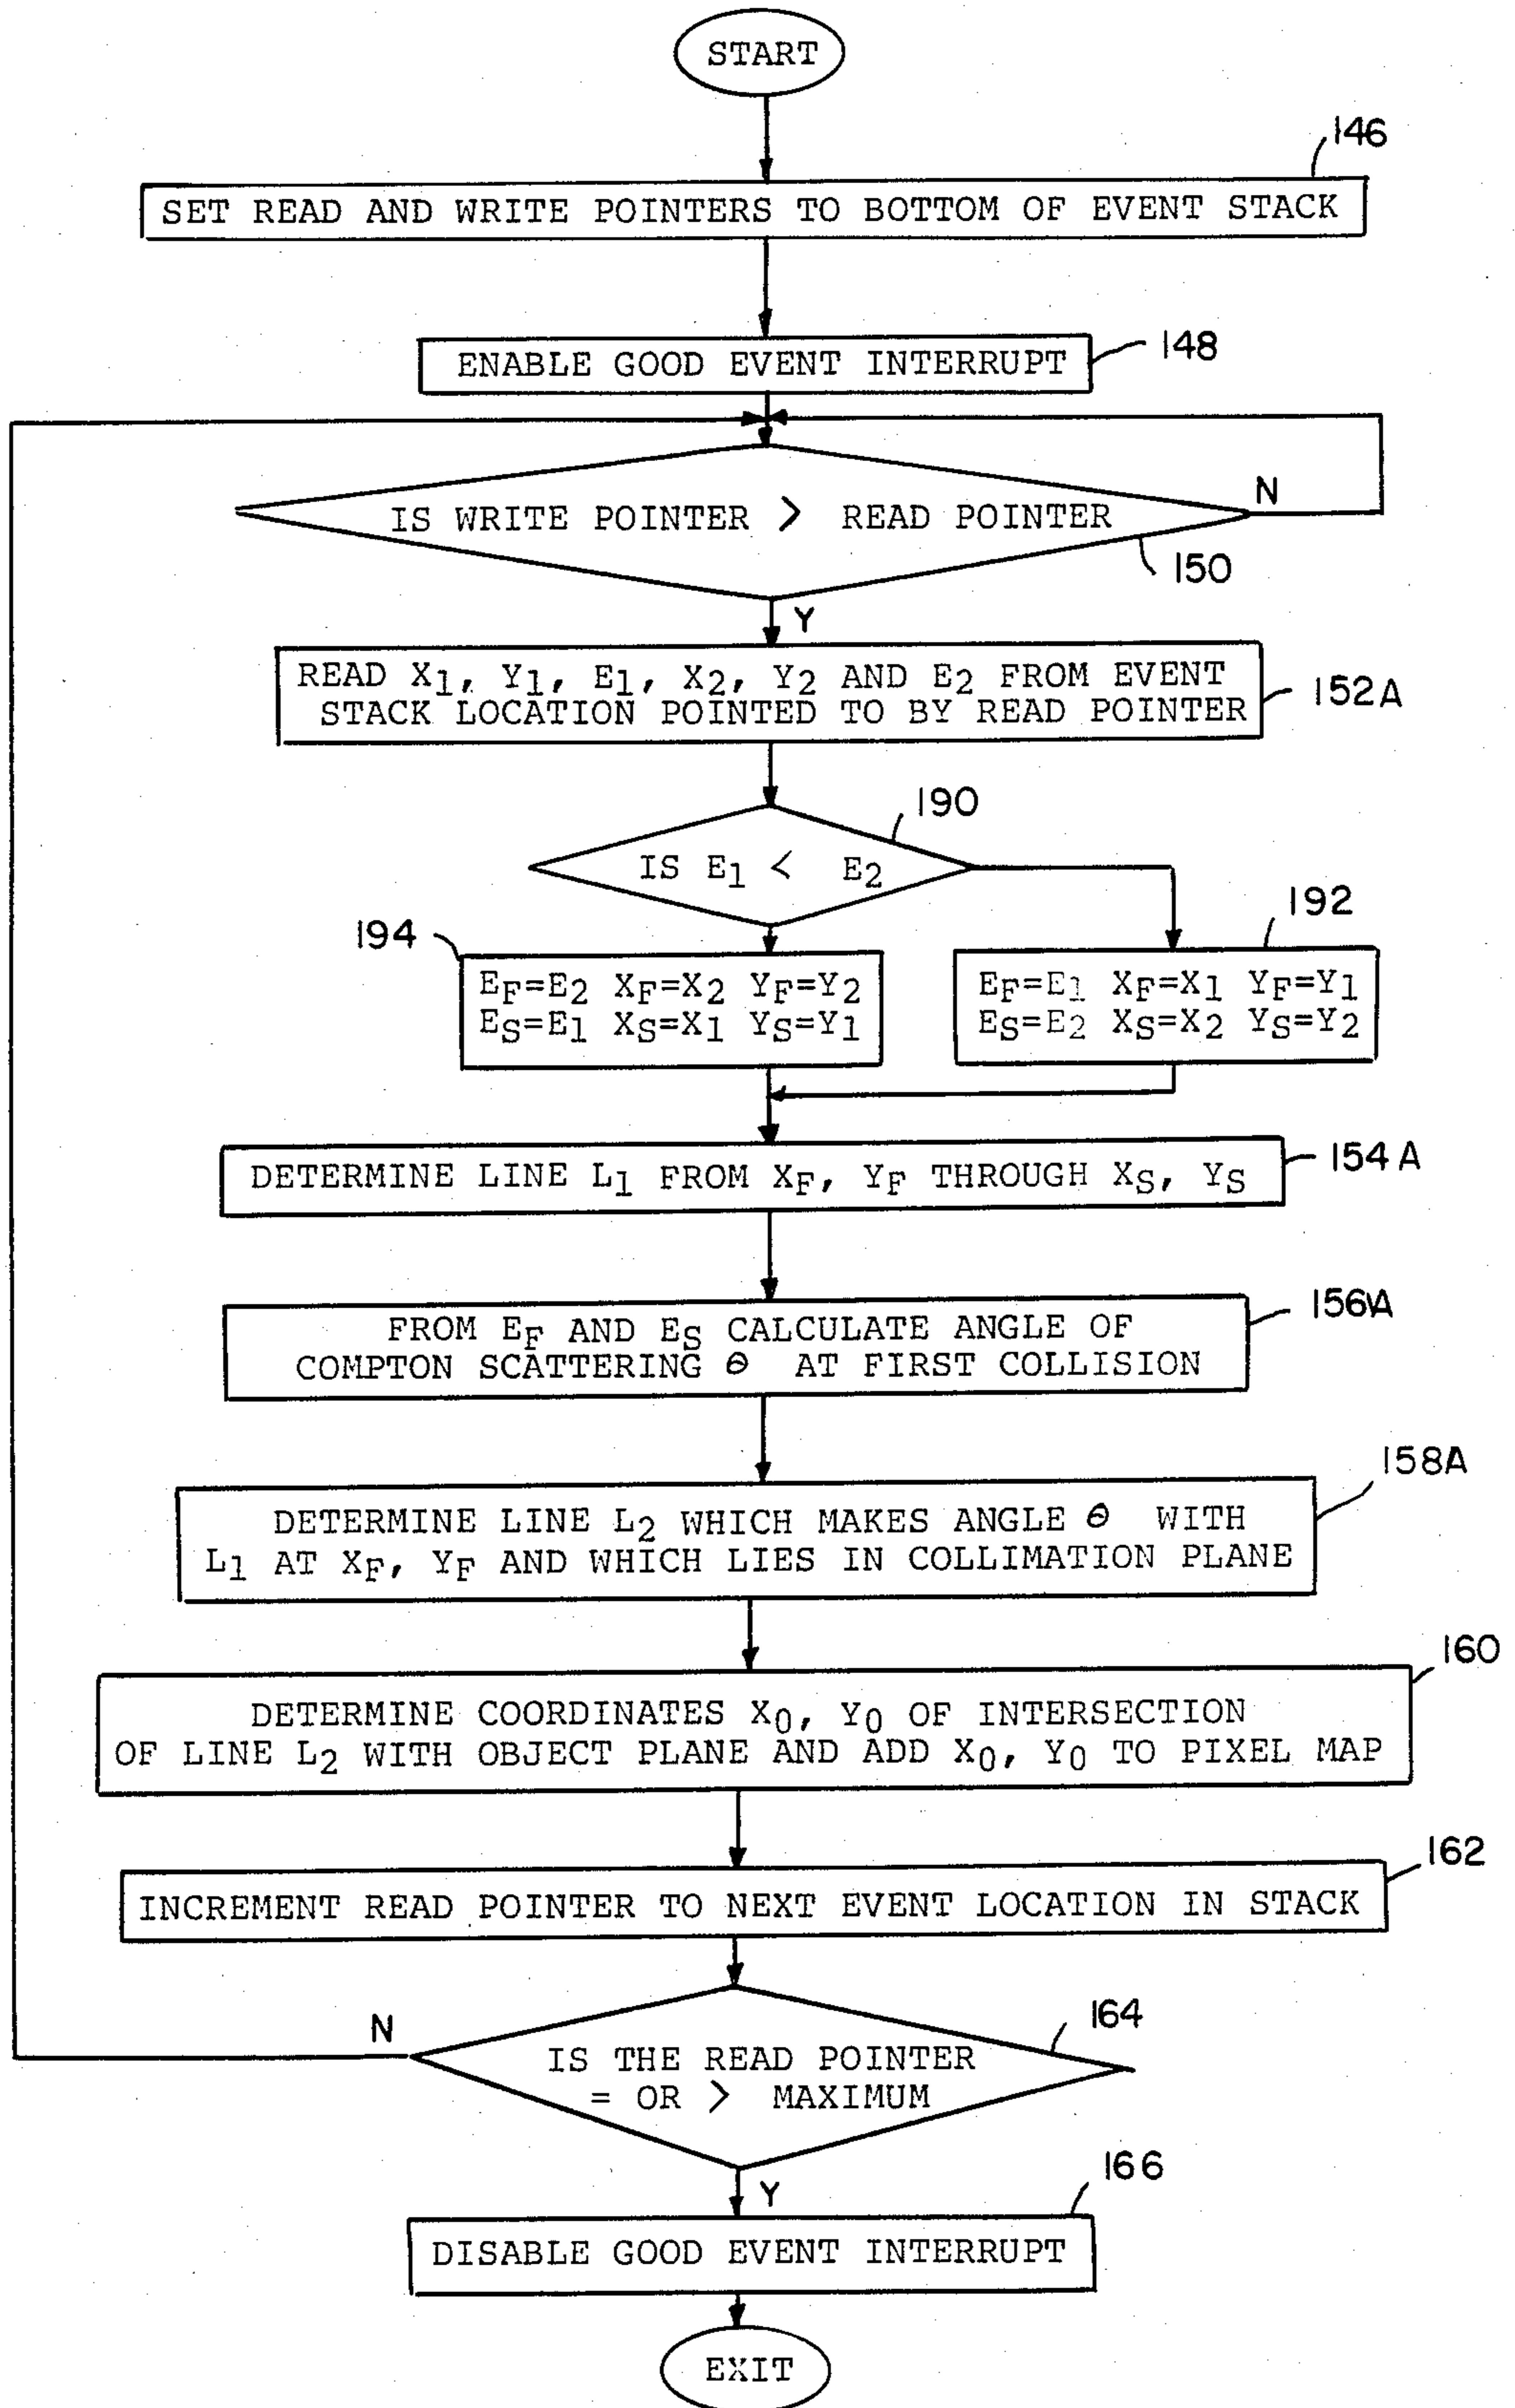 START
146
SET READ AND WRITE POINTERS TO BOTTOM OF EVENT STACK
ENABLE GOOD EVENT INTERRUPT
148
IS WRITE POINTER > READ POINTER
N
150
Y
READ X1, Y1, E1, X2, Y2 AND E2 FROM EVENT
STACK LOCATION POINTED TO BY READ POINTER
152A
190
IS E1 < E2
194
192
EF=E2 XF=X2 YF=Y2
ES=E1 XS=X1 YS=Y1
EF=E1 XF=X1 YF=Y1
ES=E2 XS=X2 YS=Y2
DETERMINE LINE L1 FROM XF, YF THROUGH XS, YS
154A
FROM EF AND ES CALCULATE ANGLE OF
COMPTON SCATTERING θ AT FIRST COLLISION
156A
158A
DETERMINE LINE L2 WHICH MAKES ANGLE θ WITH
L1 AT XF, YF AND WHICH LIES IN COLLIMATION PLANE
160
DETERMINE COORDINATES X0, Y0 OF INTERSECTION
OF LINE L2 WITH OBJECT PLANE AND ADD X0, Y0 TO PIXEL MAP
162
INCREMENT READ POINTER TO NEXT EVENT LOCATION IN STACK
N
164
IS THE READ POINTER
= OR > MAXIMUM
Y
166
DISABLE GOOD EVENT INTERRUPT
EXIT